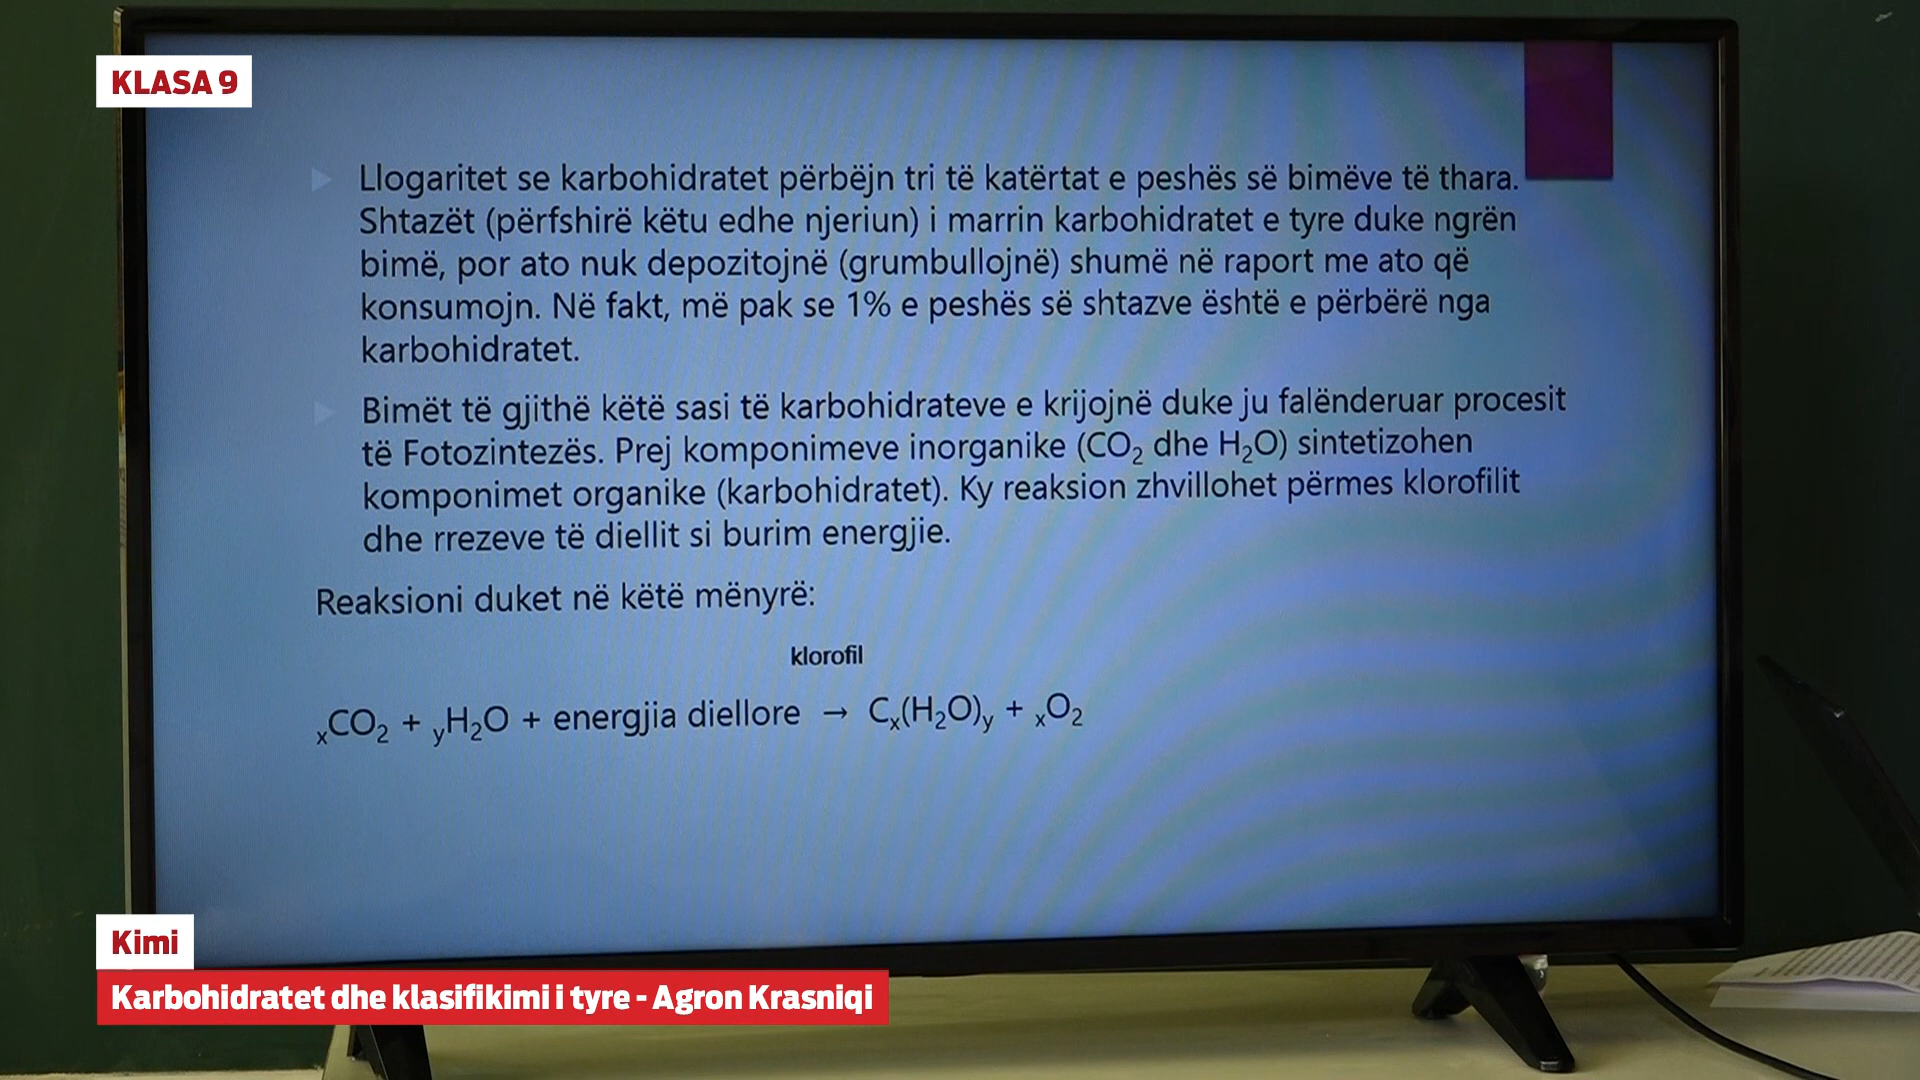 KLASA 9
Llogaritet se karbohidratet përbëjn tri të katërtat e peshës së bimëve të thara.
Shtazët (përfshirë këtu edhe njeriun) i marrin karbohidratet e tyre duke ngrën
bimë, por ato nuk depozitojnë (grumbullojnë) shumë në raport me ato që
konsumojn. Në fakt, më pak se 1% e peshës së shtazve është e përbërë nga
karbohidratet.
Bimët të gjithë këtë sasi të karbohidrateve e krijojnë duke ju falënderuar procesit
të Fotozintezës. Prej komponimeve inorganike (CO₂ dhe H₂O) sintetizohen
komponimet organike (karbohidratet). Ky reaksion zhvillohet përmes klorofilit
dhe rrezeve të diellit si burim energjie.
Reaksioni duket në këtë mënyrë:
klorofil
ₓCO₂ + ᵧH₂O + energjia diellore → Cₓ(H₂O)ᵧ + ₓO₂
Kimi
Karbohidratet dhe klasifikimi i tyre - Agron Krasniqi